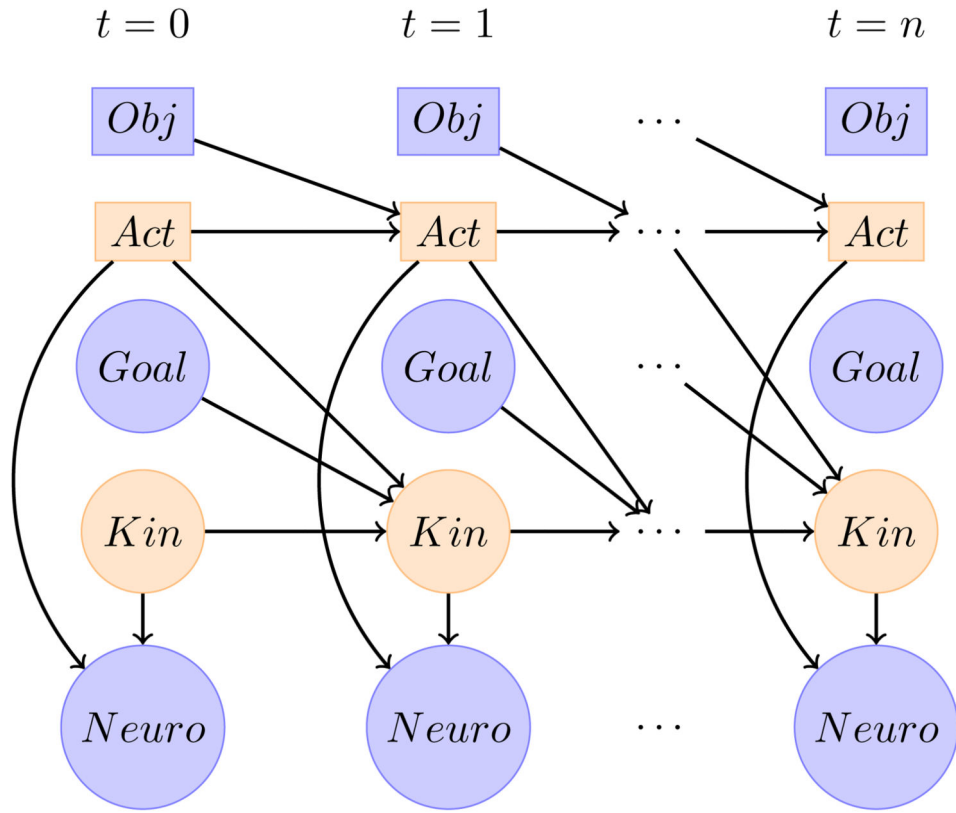 t = 0 t = 1 t = n
Obj Obj ... Obj
Act Act ... Act
Goal Goal ... Goal
Kin Kin ... Kin
Neuro Neuro ... Neuro